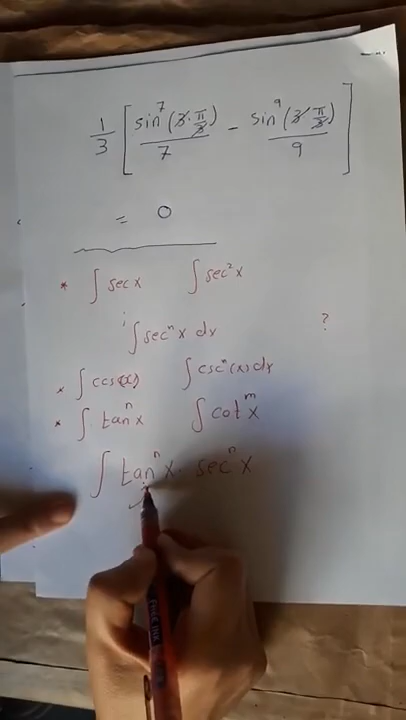 1/3 [ sin⁷(3·π/3)/7 − sin⁹(3·π/3)/9 ]
= 0
* ∫ sec x ∫ sec² x
∫ secⁿ x dx ?
* ∫ csc(x) ∫ cscⁿ(x) dx
* ∫ tanⁿ x ∫ cotᵐ x
∫ tanⁿ x · secⁿ x